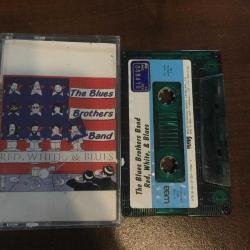 The Blues
Brothers
Band
RED, WHITE, & BLUES
The Blues Brothers Band
Red, White, & Blues